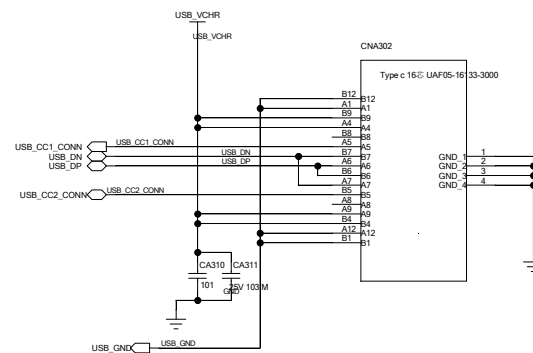 USB_VCHR
USB_VCHR
CNA302
Type c 16芯 UAF05-16133-3000
B12 B12
A1 A1
B9 B9
A4 A4
B8 B8
USB_CC1_CONN USB_CC1_CONN A5 A5
USB_DN USB_DN B7 B7
USB_DP USB_DP A6 A6
B6 B6
A7 A7
USB_CC2_CONN USB_CC2_CONN B5 B5
A8 A8
A9 A9
B4 B4
A12 A12
B1 B1
GND_1 1
GND_2 2
GND_3 3
GND_4 4
CA310 CA311
101 25V 103 M
GND
USB_GND USB_GND